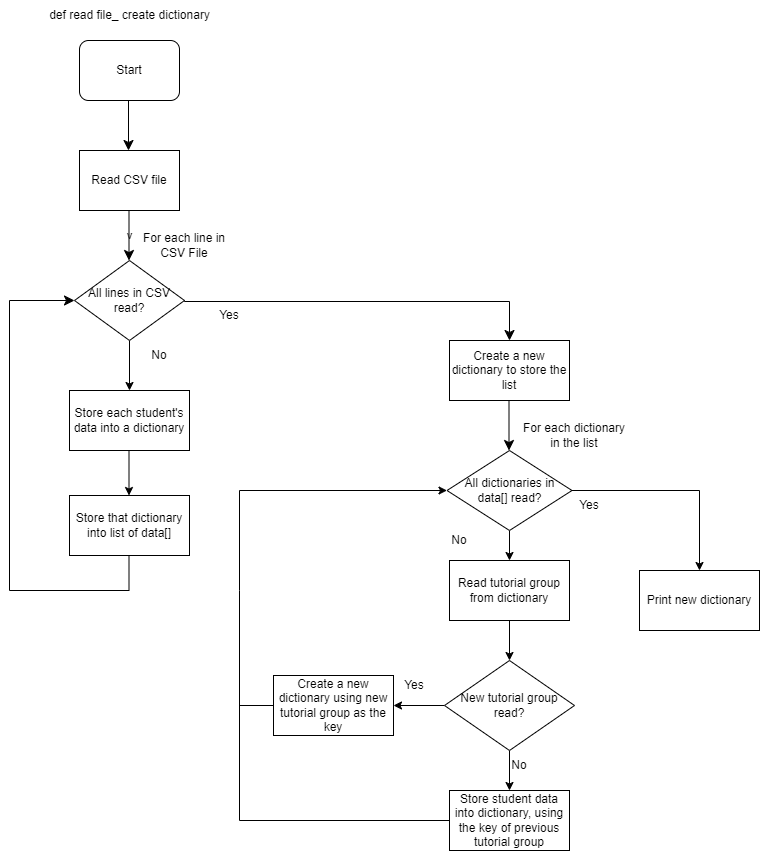 def read file_ create dictionary
Start
Read CSV file
v
For each line in
CSV File
All lines in CSV
read?
Yes
No
Store each student's
data into a dictionary
Store that dictionary
into list of data[]
Create a new
dictionary to store the
list
For each dictionary
in the list
All dictionaries in
data[] read?
Yes
No
Read tutorial group
from dictionary
Print new dictionary
New tutorial group
read?
Yes
Create a new
dictionary using new
tutorial group as the
key
No
Store student data
into dictionary, using
the key of previous
tutorial group